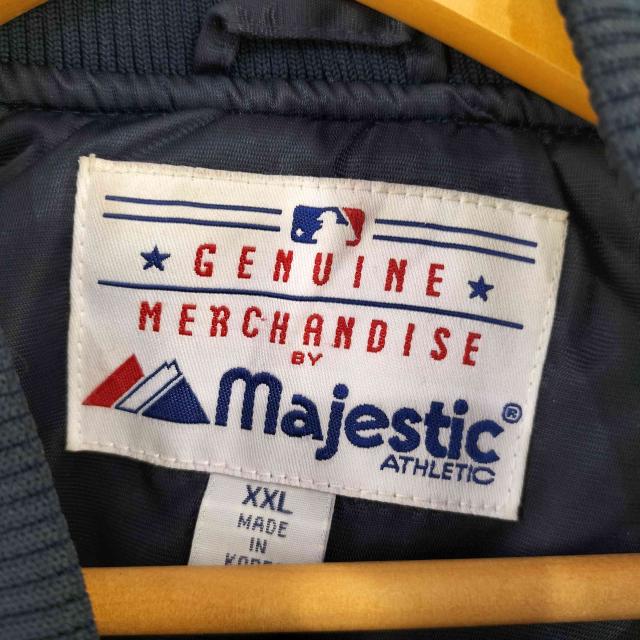 GENUINE
MERCHANDISE
BY
Majestic®
ATHLETIC
XXL
MADE
IN